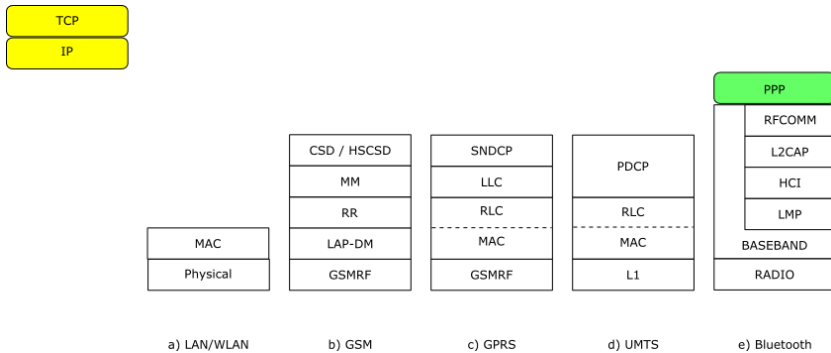 TCP
IP
PPP
RFCOMM
CSD / HSCSD
SNDCP
PDCP
L2CAP
MM
LLC
HCI
RR
RLC
RLC
LMP
MAC
LAP-DM
MAC
MAC
BASEBAND
Physical
GSMRF
GSMRF
L1
RADIO
a) LAN/WLAN
b) GSM
c) GPRS
d) UMTS
e) Bluetooth